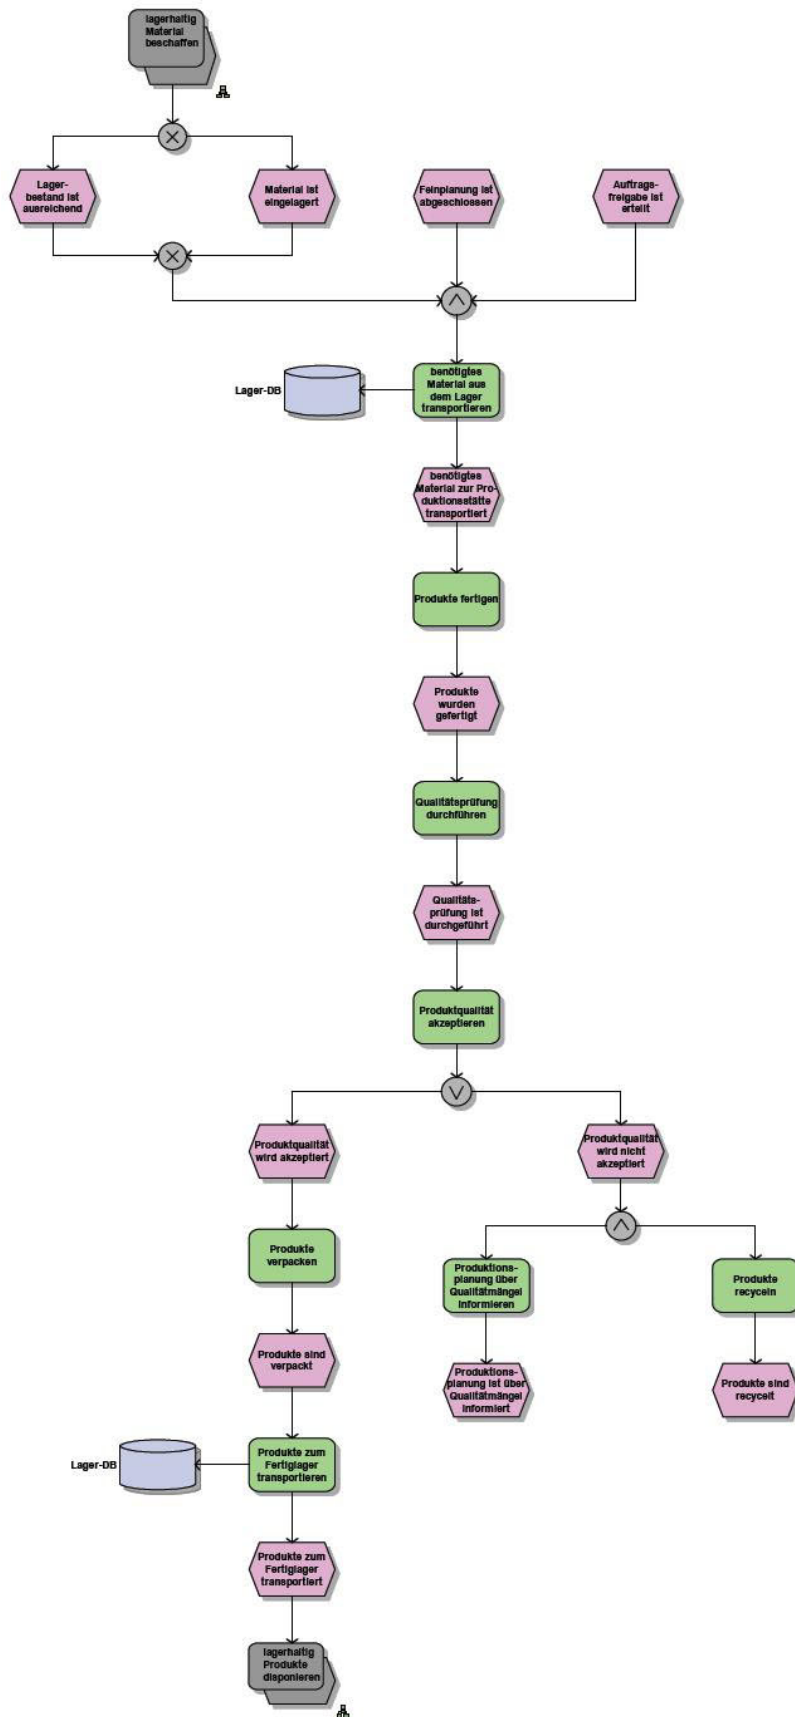 lagerhaltig
Material
beschaffen
Lager-
bestand ist
ausreichend
Material ist
eingelagert
Feinplanung ist
abgeschlossen
Auftrags-
freigabe ist
erteilt
Lager-DB
benötigtes
Material aus
dem Lager
transportieren
benötigtes
Material zur Pro-
duktionsstätte
transportiert
Produkte fertigen
Produkte
wurden
gefertigt
Qualitätsprüfung
durchführen
Qualitäts-
prüfung ist
durchgeführt
Produktqualität
akzeptieren
Produktqualität
wird akzeptiert
Produktqualität
wird nicht
akzeptiert
Produkte
verpacken
Produktions-
planung über
Qualitätmängel
informieren
Produkte
recyceln
Produkte sind
verpackt
Produktions-
planung ist über
Qualitätmängel
informiert
Produkte sind
recycelt
Lager-DB
Produkte zum
Fertiglager
transportieren
Produkte zum
Fertiglager
transportiert
lagerhaltig
Produkte
disponieren